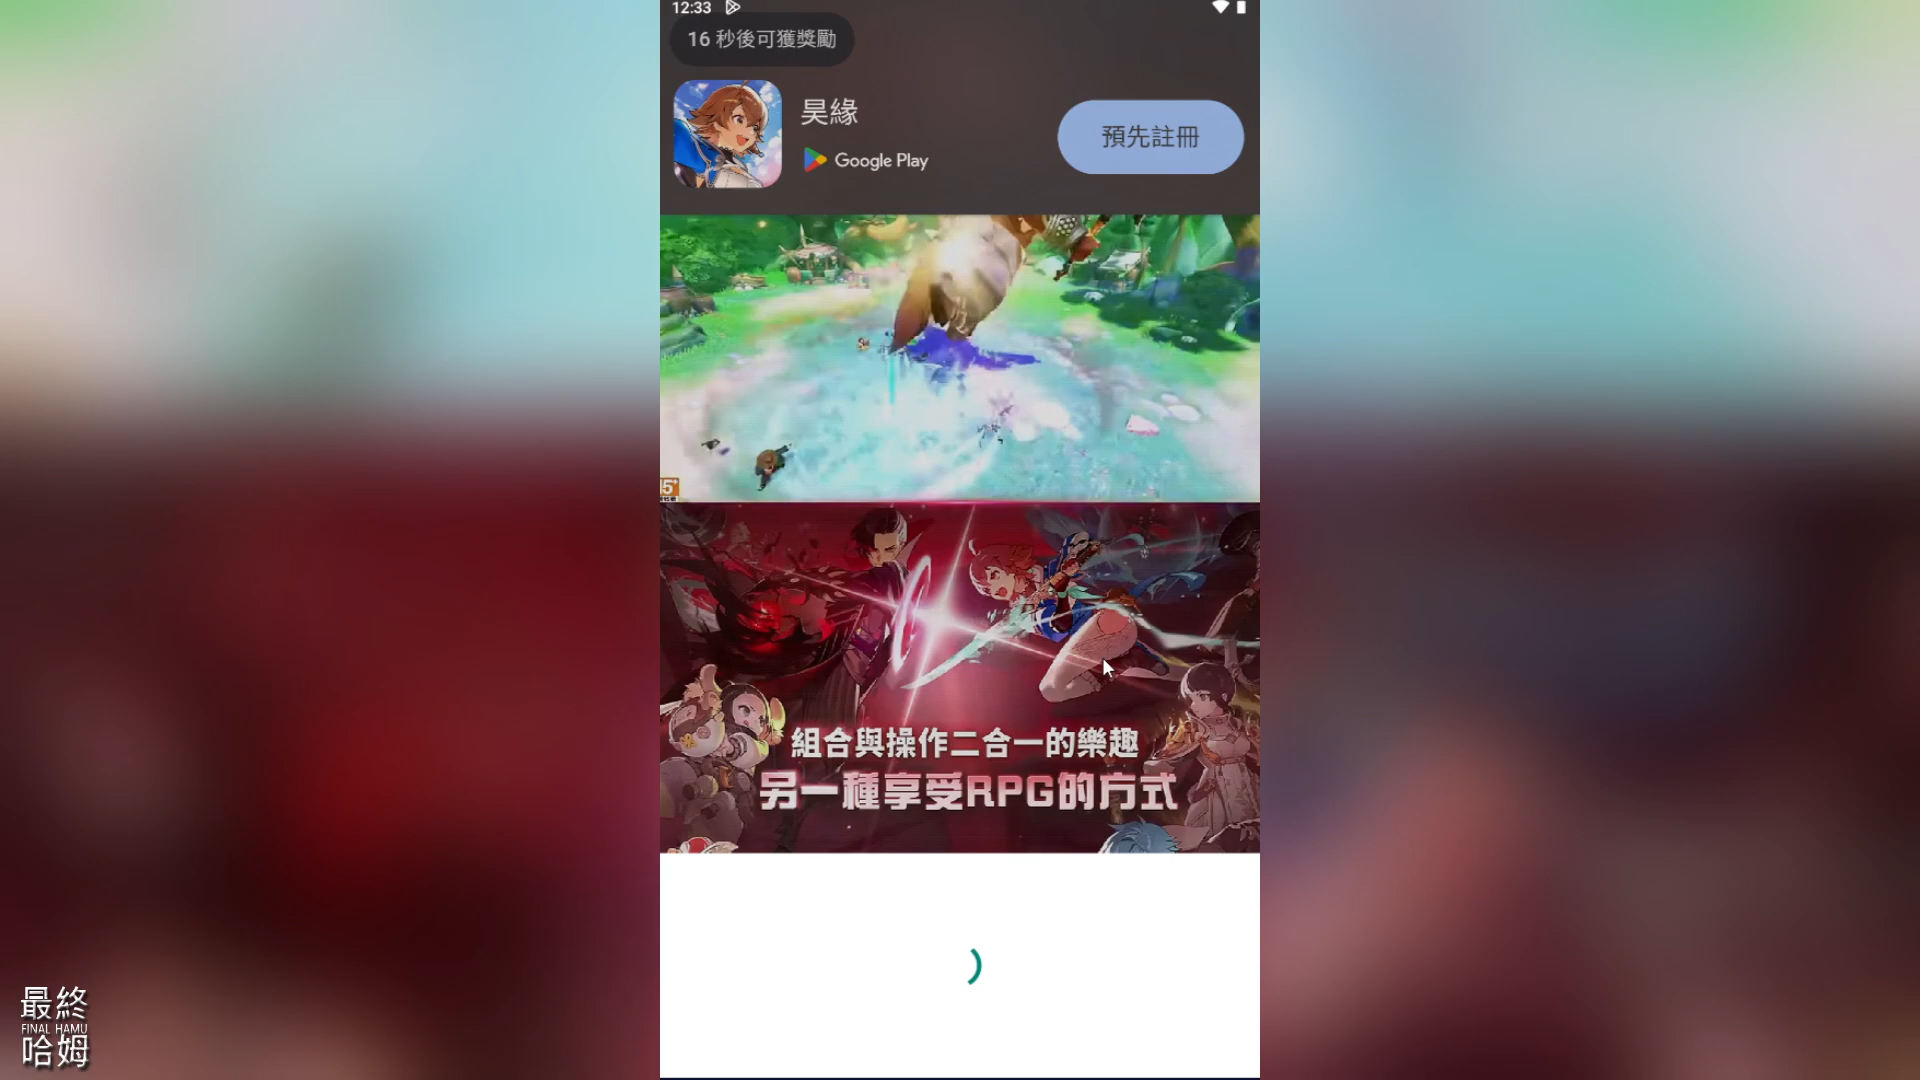 12:33
16 秒後可獲獎勵
昊緣
Google Play
預先註冊
組合與操作二合一的樂趣
另一種享受RPG的方式
最終
FINAL HAMU
哈姆